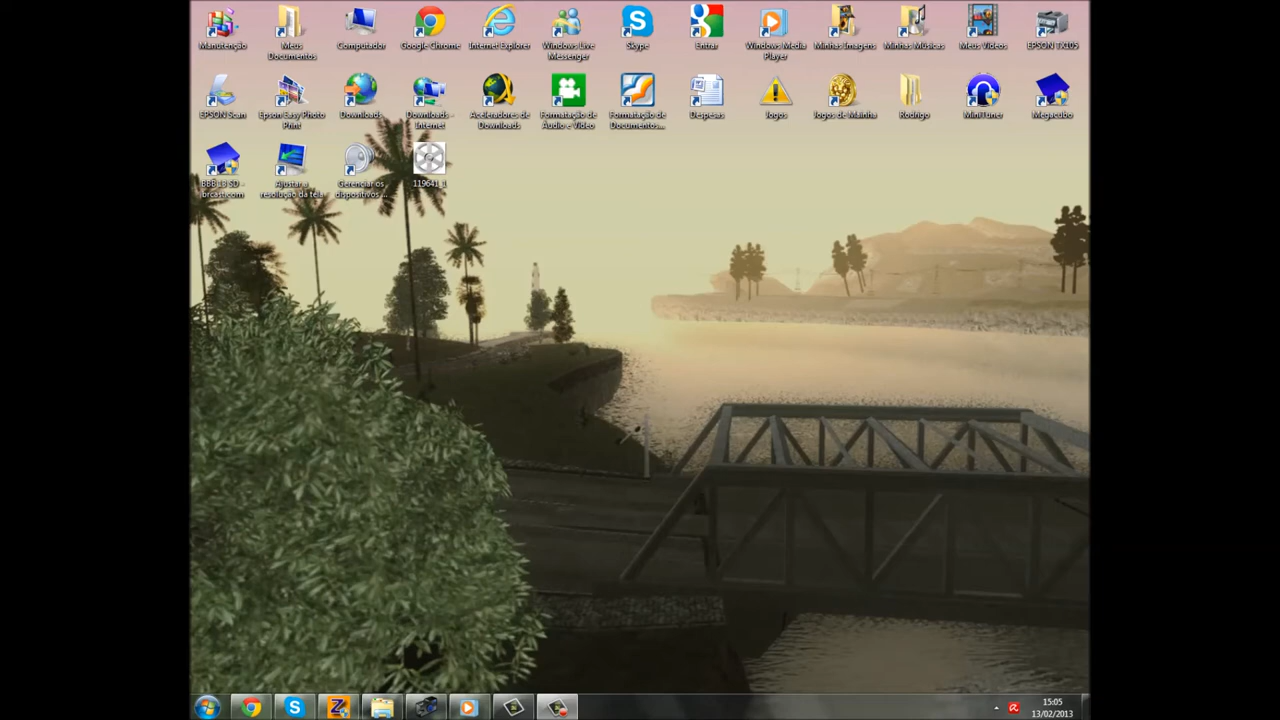 Manutenção
Meus
Documentos
Computador
Google Chrome
Internet Explorer
Windows Live
Messenger
Skype
Entrar
Windows Media
Player
Minhas Imagens
Minhas Músicas
Meus Vídeos
EPSON TX105
EPSON Scan
Epson Easy Photo
Print
Downloads
Downloads -
Internet
Aceleradores de
Downloads
Formatação de
Áudio e Vídeo
Formatação de
Documentos...
Despesas
Jogos
Jogos de Mainha
Rodrigo
MiniTuner
Megacubo
BBB 13 SD -
brcast.com
Ajustar a
resolução da tela
Gerenciar os
dispositivos ...
119641_1
15:05
13/02/2013